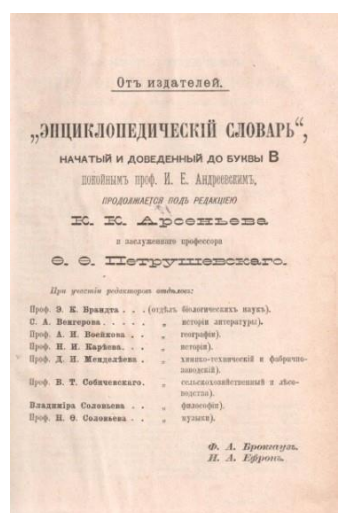 Отъ издателей.
„ЭНЦИКЛОПЕДИЧЕСКІЙ СЛОВАРЬ“,
НАЧАТЫЙ И ДОВЕДЕННЫЙ ДО БУКВЫ В
покойнымъ проф. И. Е. Андреевскимъ,
ПРОДОЛЖАЕТСЯ ПОДЪ РЕДАКЦІЕЮ
К. К. Арсеньева
и заслуженнаго профессора
Ѳ. Ѳ. Петрушевскаго.
При участіи редакторовъ отдѣловъ:
Проф. Э. К. Брандта . . . (отдѣлъ біологическихъ наукъ).
С. А. Венгерова . . . . . „ исторіи литературы).
Проф. А. И. Воейкова . . „ географіи).
Проф. Н. И. Карѣева. . . „ исторіи).
Проф. Д. И. Менделѣева . „ химико-техническій и фабрично-
заводскій).
Проф. В. Т. Собичевскаго. „ сельскохозяйственный и лѣсо-
водства).
Владиміра Соловьева . . „ философіи).
Проф. Н. Ѳ. Соловьева . . „ музыки).
Ф. А. Брокгаузъ.
И. А. Ефронъ.